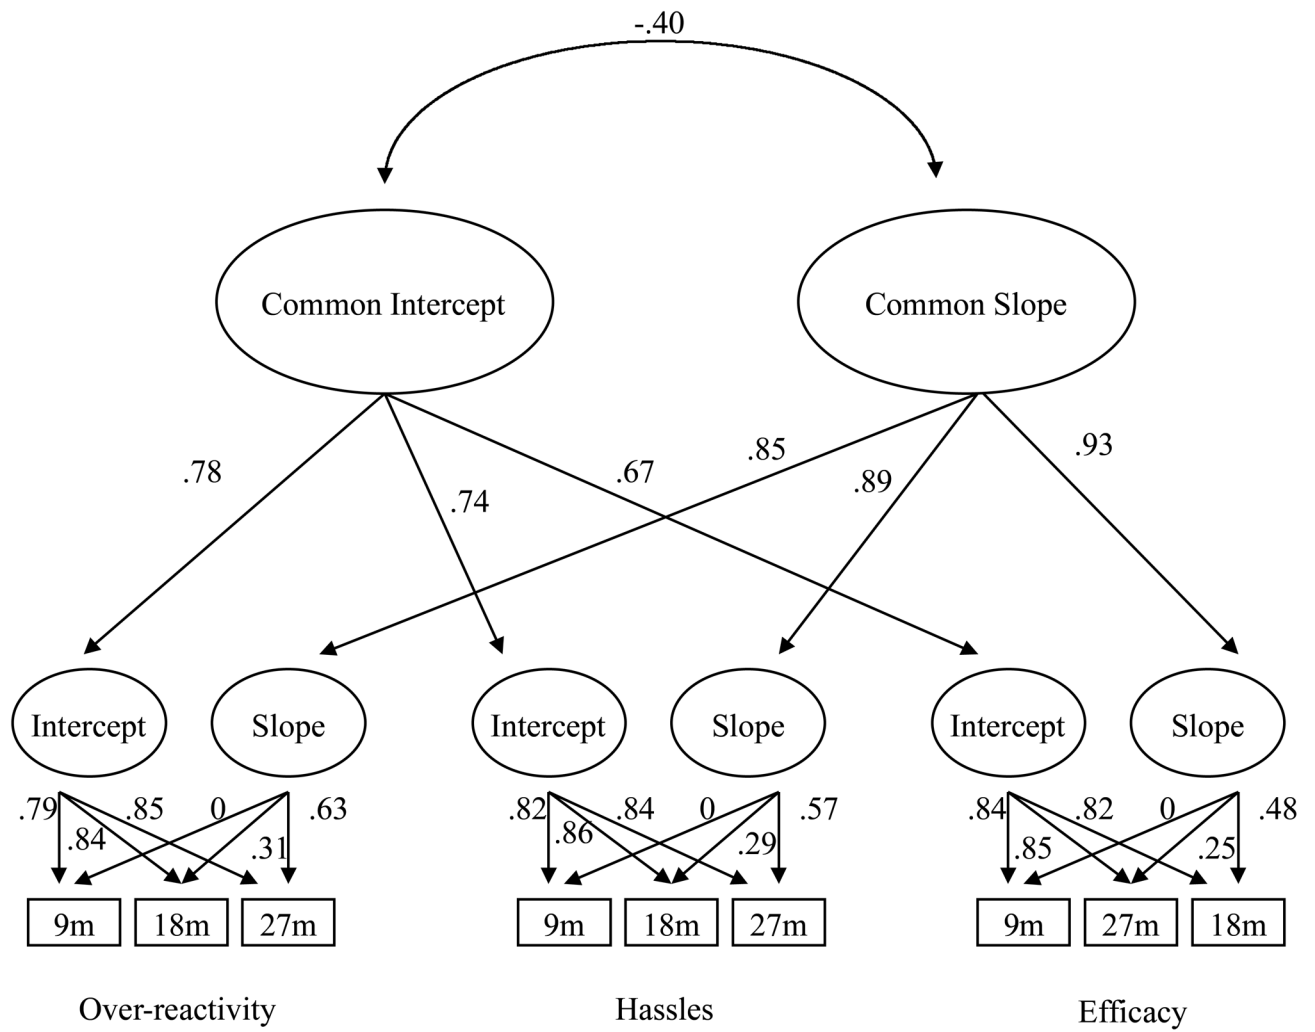 -.40
Common Intercept
Common Slope
.78
.74
.67
.85
.89
.93
Intercept
Slope
Intercept
Slope
Intercept
Slope
.79
.84
.85
0
.31
.63
.82
.86
.84
0
.29
.57
.84
.85
.82
0
.25
.48
9m
18m
27m
9m
18m
27m
9m
27m
18m
Over-reactivity
Hassles
Efficacy